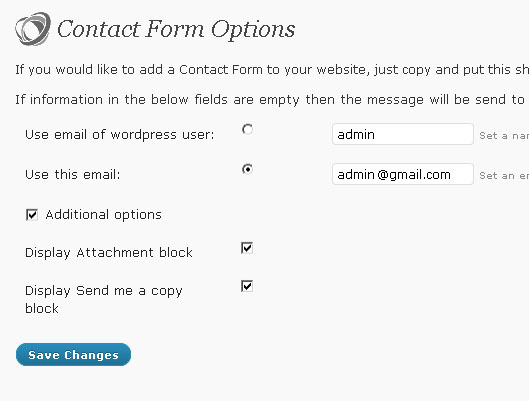 Contact Form Options
If you would like to add a Contact Form to your website, just copy and put this sh
If information in the below fields are empty then the message will be send to
Use email of wordpress user: admin Set a nar
Use this email: admin@gmail.com Set an er
Additional options
Display Attachment block
Display Send me a copy
block
Save Changes